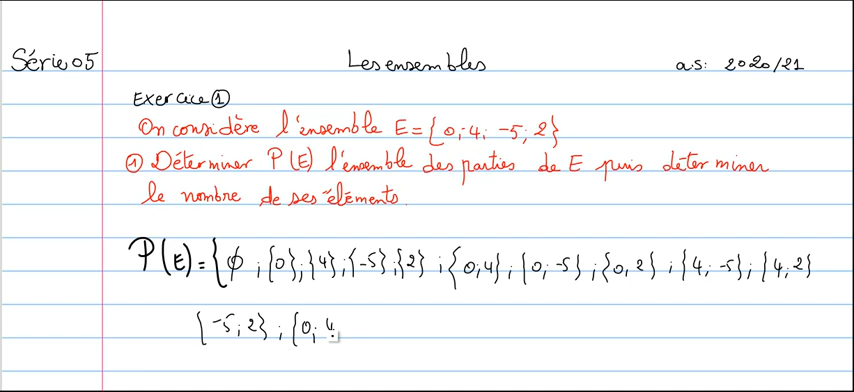 Série 05 Les ensembles a.s: 2020/21
Exercice ①
On considère l'ensemble E={0; 4; -5; 2}
① Déterminer P(E) l'ensemble des parties de E puis déterminer
le nombre de ses éléments.
P(E)={∅ ; {0}; {4}; {-5}; {2} ; {0;4} ; {0,-5} ; {0,2} ; {4,-5} ; {4,2}
{-5;2} ; {0; 4